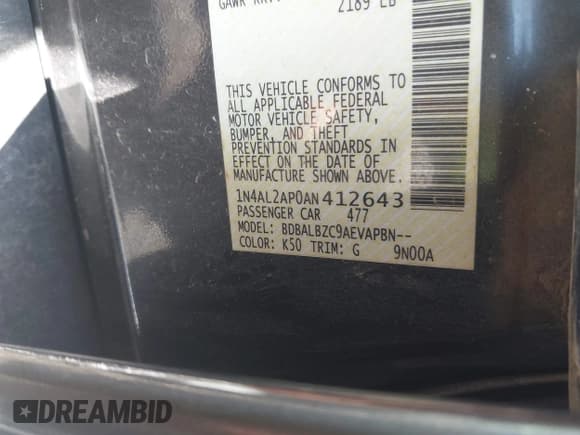 2189 LB
THIS VEHICLE CONFORMS TO
ALL APPLICABLE FEDERAL
MOTOR VEHICLE SAFETY,
BUMPER, AND THEFT
PREVENTION STANDARDS IN
EFFECT ON THE DATE OF
MANUFACTURE SHOWN ABOVE.
1N4AL2AP0AN412643
PASSENGER CAR 477
MODEL: BDBALBZC9AEVAPBN--
COLOR: K50 TRIM: G 9N00A
DREAMBID